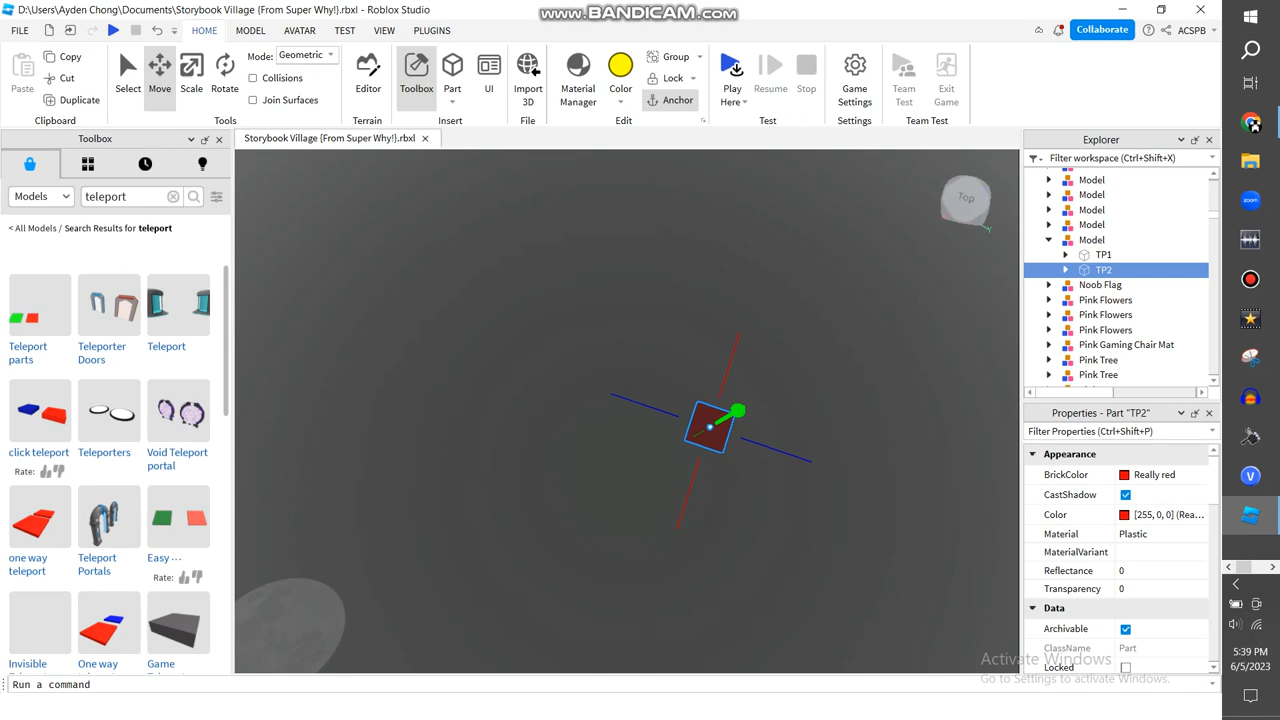 D:\Users\Ayden Chong\Documents\Storybook Village {From Super Why!}.rbxl - Roblox Studio
www.BANDICAM.com
FILE
HOME
MODEL
AVATAR
TEST
VIEW
PLUGINS
Collaborate
ACSPB
Paste
Copy
Cut
Duplicate
Clipboard
Select
Move
Scale
Rotate
Mode:
Geometric
Collisions
Join Surfaces
Tools
Editor
Terrain
Toolbox
Part
UI
Insert
Import
3D
File
Material
Manager
Color
Group
Lock
Anchor
Edit
Play
Here
Resume
Stop
Test
Game
Settings
Settings
Team
Test
Exit
Game
Team Test
Toolbox
Models
teleport
< All Models / Search Results for teleport
Teleport
parts
Teleporter
Doors
Teleport
click teleport
Rate:
Teleporters
Void Teleport
portal
one way
teleport
Teleport
Portals
Easy ...
Rate:
Invisible
One way
Game
Storybook Village {From Super Why!}.rbxl
Top
Y
Explorer
Filter workspace (Ctrl+Shift+X)
Model
Model
Model
Model
Model
TP1
TP2
Noob Flag
Pink Flowers
Pink Flowers
Pink Flowers
Pink Gaming Chair Mat
Pink Tree
Pink Tree
Properties - Part "TP2"
Filter Properties (Ctrl+Shift+P)
Appearance
BrickColor
Really red
CastShadow
Color
[255, 0, 0] (Rea...
Material
Plastic
MaterialVariant
Reflectance
0
Transparency
0
Data
Archivable
ClassName
Part
Locked
Activate Windows
Go to Settings to activate Windows.
Run a command
5:39 PM
6/5/2023